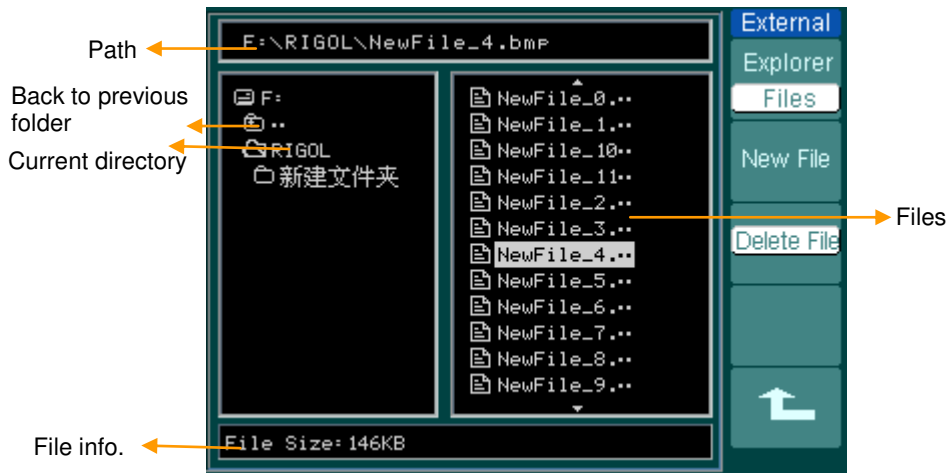 Path
Back to previous
folder
Current directory
File info.
F:\RIGOL\NewFile_4.bmp
F:
..
RIGOL
新建文件夹
NewFile_0...
NewFile_1...
NewFile_10..
NewFile_11..
NewFile_2...
NewFile_3...
NewFile_4...
NewFile_5...
NewFile_6...
NewFile_7...
NewFile_8...
NewFile_9...
File Size: 146KB
External
Explorer
Files
New File
Delete File
Files